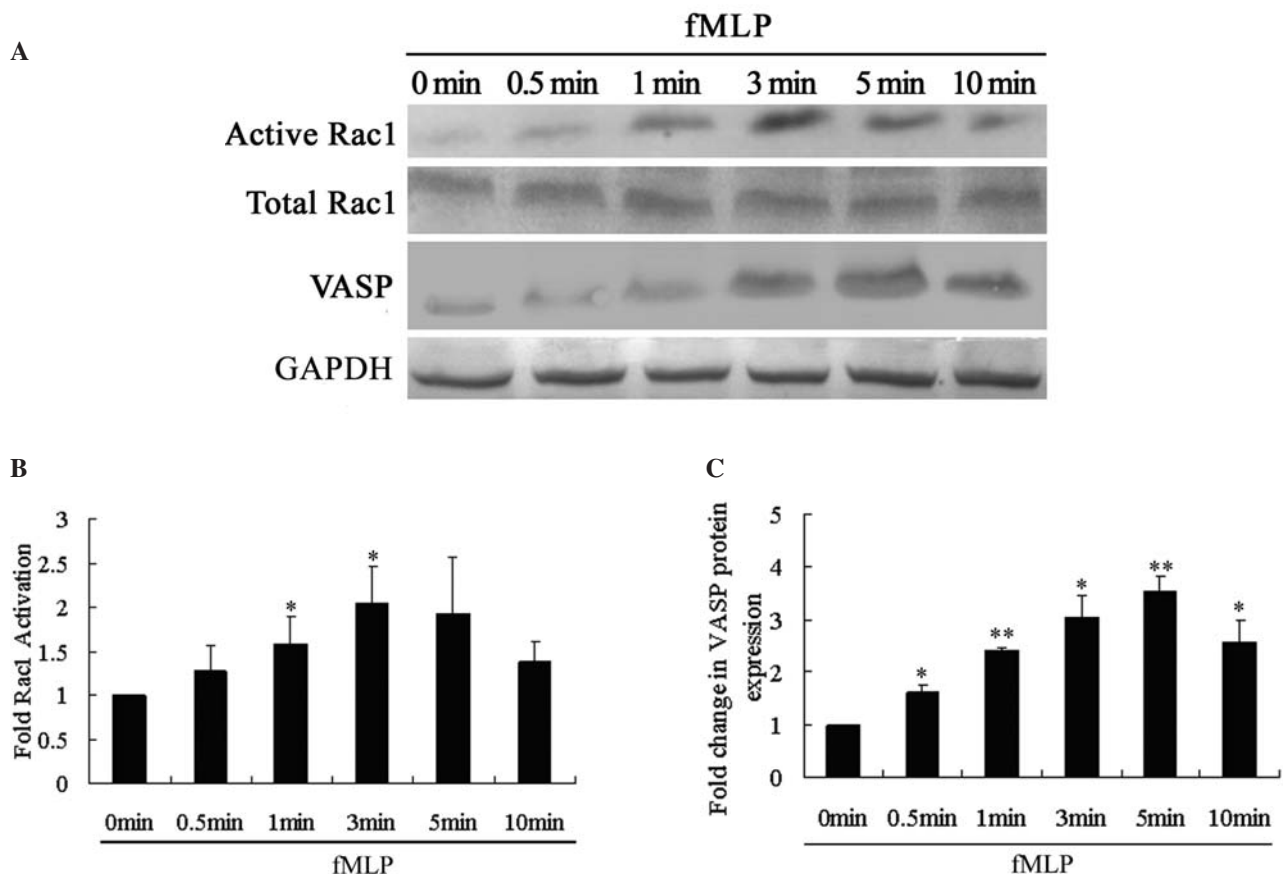 A
fMLP
0 min 0.5 min 1 min 3 min 5 min 10 min
Active Rac1
Total Rac1
VASP
GAPDH
B
Fold Rac1 Activation
3
2.5
2
1.5
1
0.5
0
* *
0min 0.5min 1min 3min 5min 10min
fMLP
C
Fold change in VASP protein
expression
5
4
3
2
1
0
* ** * ** *
0min 0.5min 1min 3min 5min 10min
fMLP